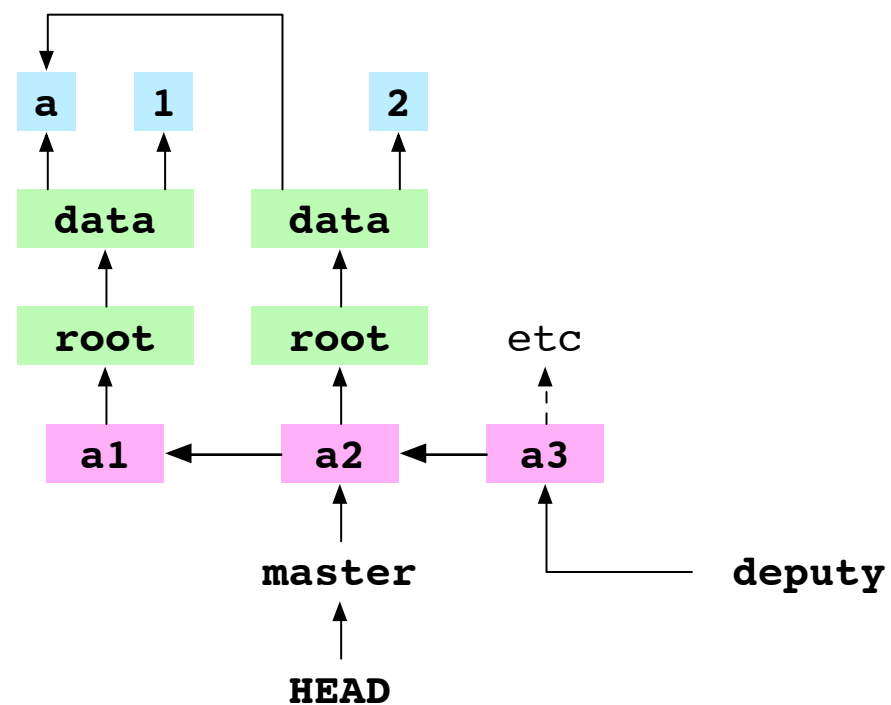 a 1 2
data data
root root etc
a1 a2 a3
master deputy
HEAD